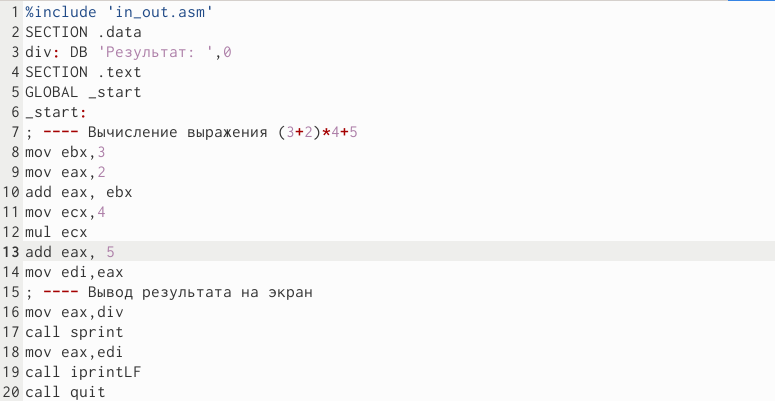 1 %include 'in_out.asm'
2 SECTION .data
3 div: DB 'Результат: ',0
4 SECTION .text
5 GLOBAL _start
6 _start:
7 ; ---- Вычисление выражения (3+2)*4+5
8 mov ebx,3
9 mov eax,2
10 add eax, ebx
11 mov ecx,4
12 mul ecx
13 add eax, 5
14 mov edi,eax
15 ; ---- Вывод результата на экран
16 mov eax,div
17 call sprint
18 mov eax,edi
19 call iprintLF
20 call quit